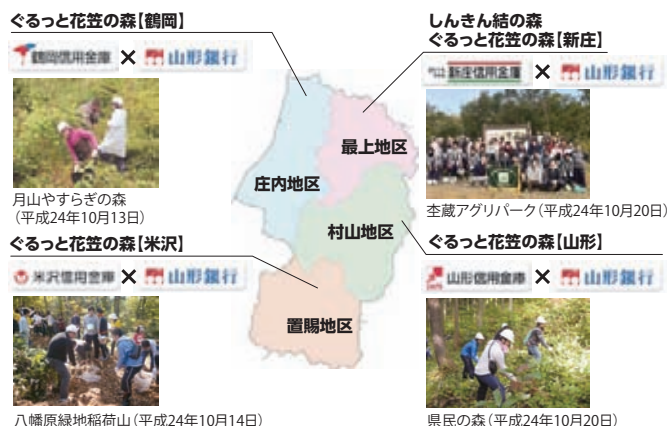 ぐるっと花笠の森【鶴岡】
鶴岡信用金庫 × 山形銀行
月山やすらぎの森
（平成24年10月13日）
しんきん結の森
ぐるっと花笠の森【新庄】
新庄信用金庫 × 山形銀行
杢蔵アグリパーク（平成24年10月20日）
最上地区
庄内地区
村山地区
置賜地区
ぐるっと花笠の森【米沢】
米沢信用金庫 × 山形銀行
八幡原緑地稲荷山（平成24年10月14日）
ぐるっと花笠の森【山形】
山形信用金庫 × 山形銀行
県民の森（平成24年10月20日）